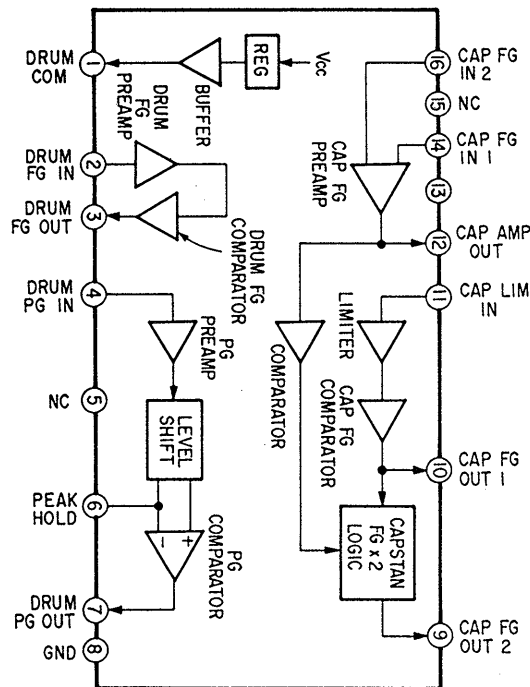 DRUM
COM
1
BUFFER
REG
Vcc
DRUM
FG
PREAMP
DRUM
FG IN
2
DRUM
FG OUT
3
DRUM FG
COMPARATOR
DRUM
PG IN
4
PG
PREAMP
NC
5
LEVEL
SHIFT
PEAK
HOLD
6
-
+
PG
COMPARATOR
DRUM
PG OUT
7
GND
8
16
CAP FG
IN 2
15
NC
14
CAP FG
IN 1
CAP FG
PREAMP
13
12
CAP AMP
OUT
11
CAP LIM
IN
LIMITER
COMPARATOR
CAP FG
COMPARATOR
10
CAP FG
OUT 1
CAPSTAN
FG x 2
LOGIC
9
CAP FG
OUT 2